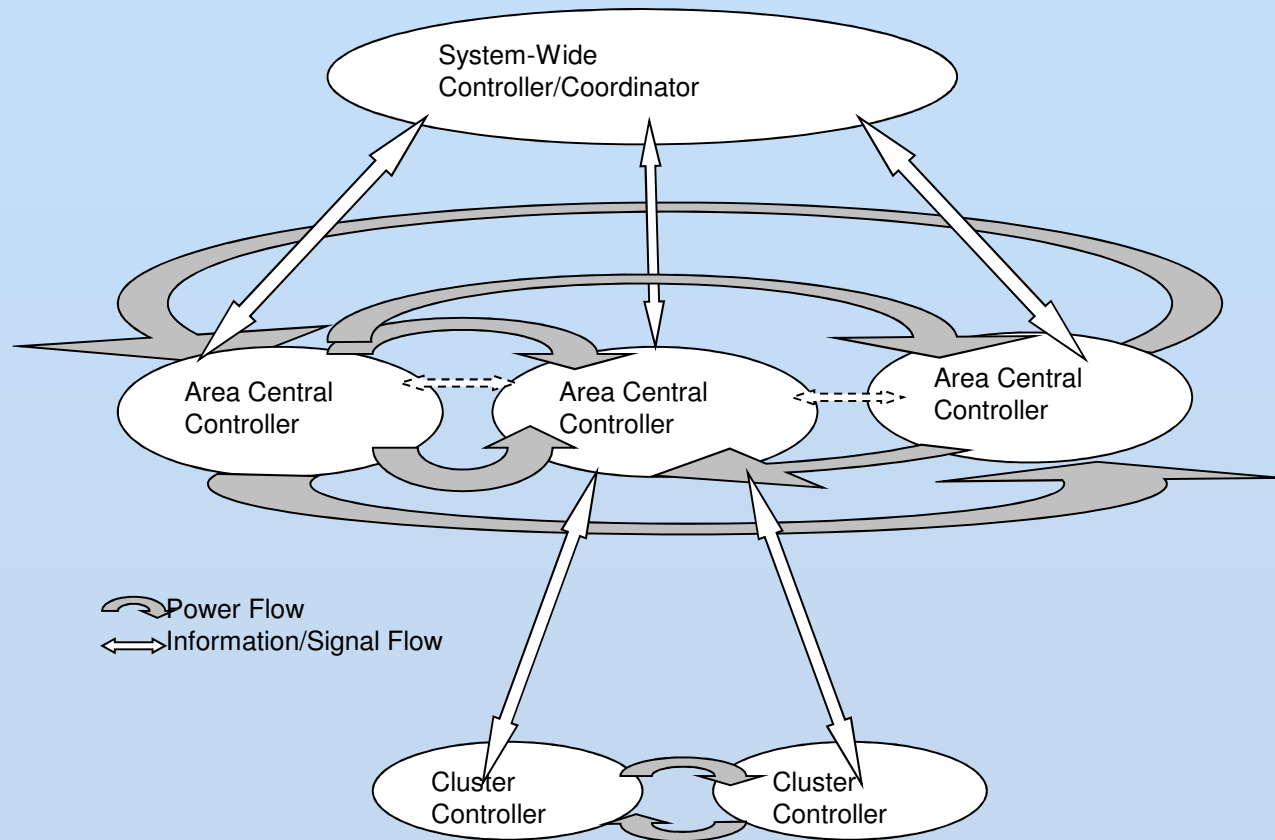 System-Wide
Controller/Coordinator
Area Central
Controller
Area Central
Controller
Area Central
Controller
Power Flow
Information/Signal Flow
Cluster
Controller
Cluster
Controller